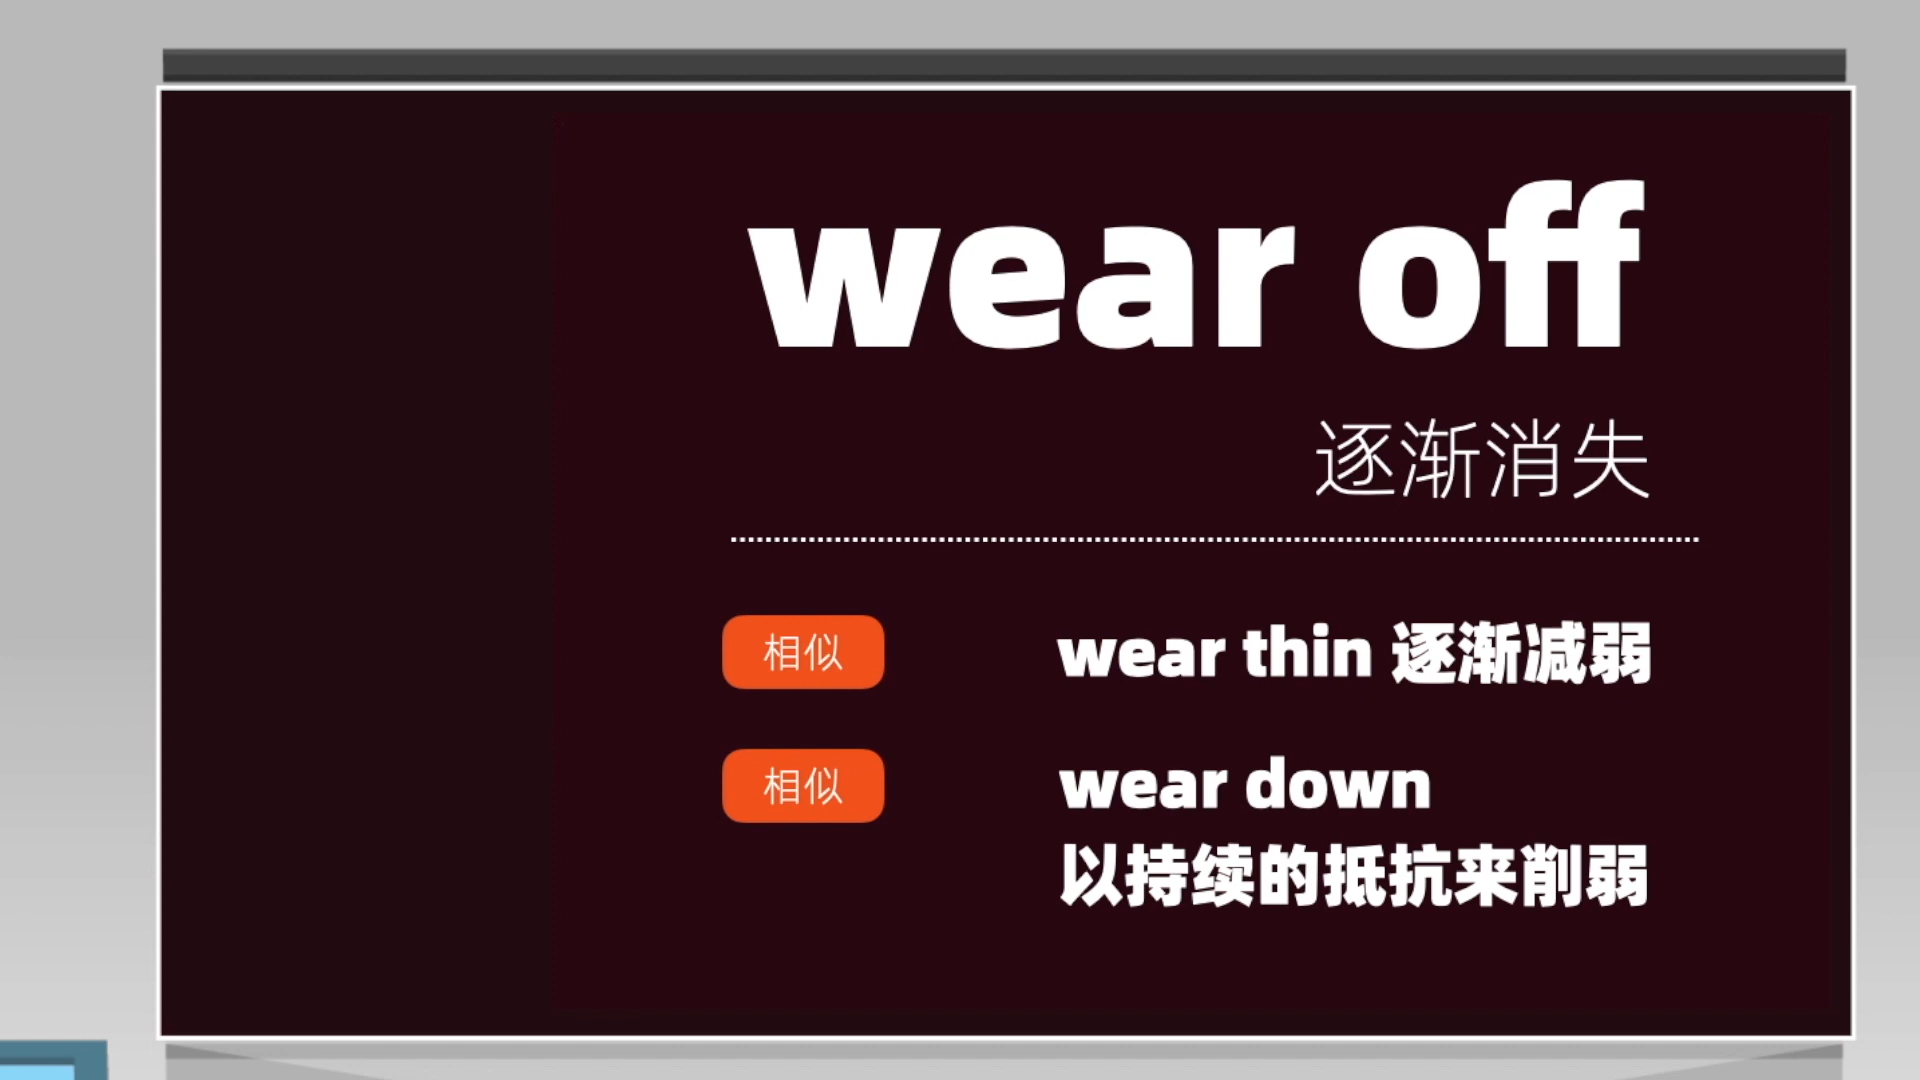 wear off
逐渐消失
相似 wear thin 逐渐减弱
相似 wear down
以持续的抵抗来削弱